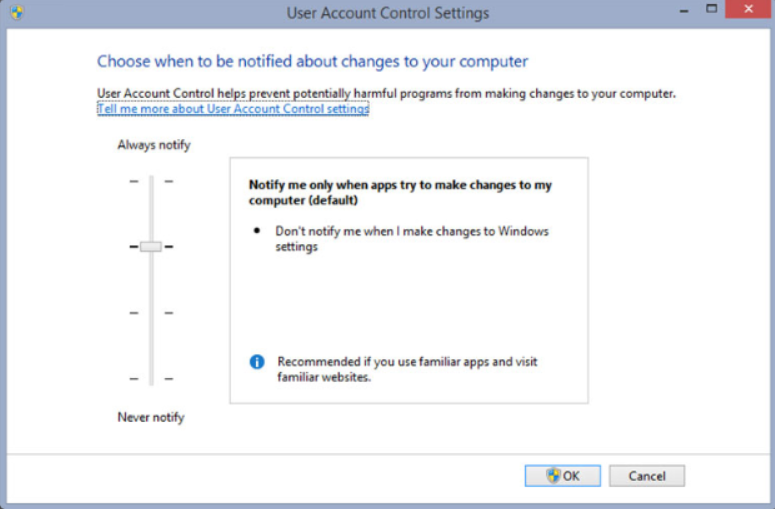 User Account Control Settings
Choose when to be notified about changes to your computer
User Account Control helps prevent potentially harmful programs from making changes to your computer.
Tell me more about User Account Control settings
Always notify
Notify me only when apps try to make changes to my
computer (default)
• Don't notify me when I make changes to Windows
settings
Recommended if you use familiar apps and visit
familiar websites.
Never notify
OK Cancel